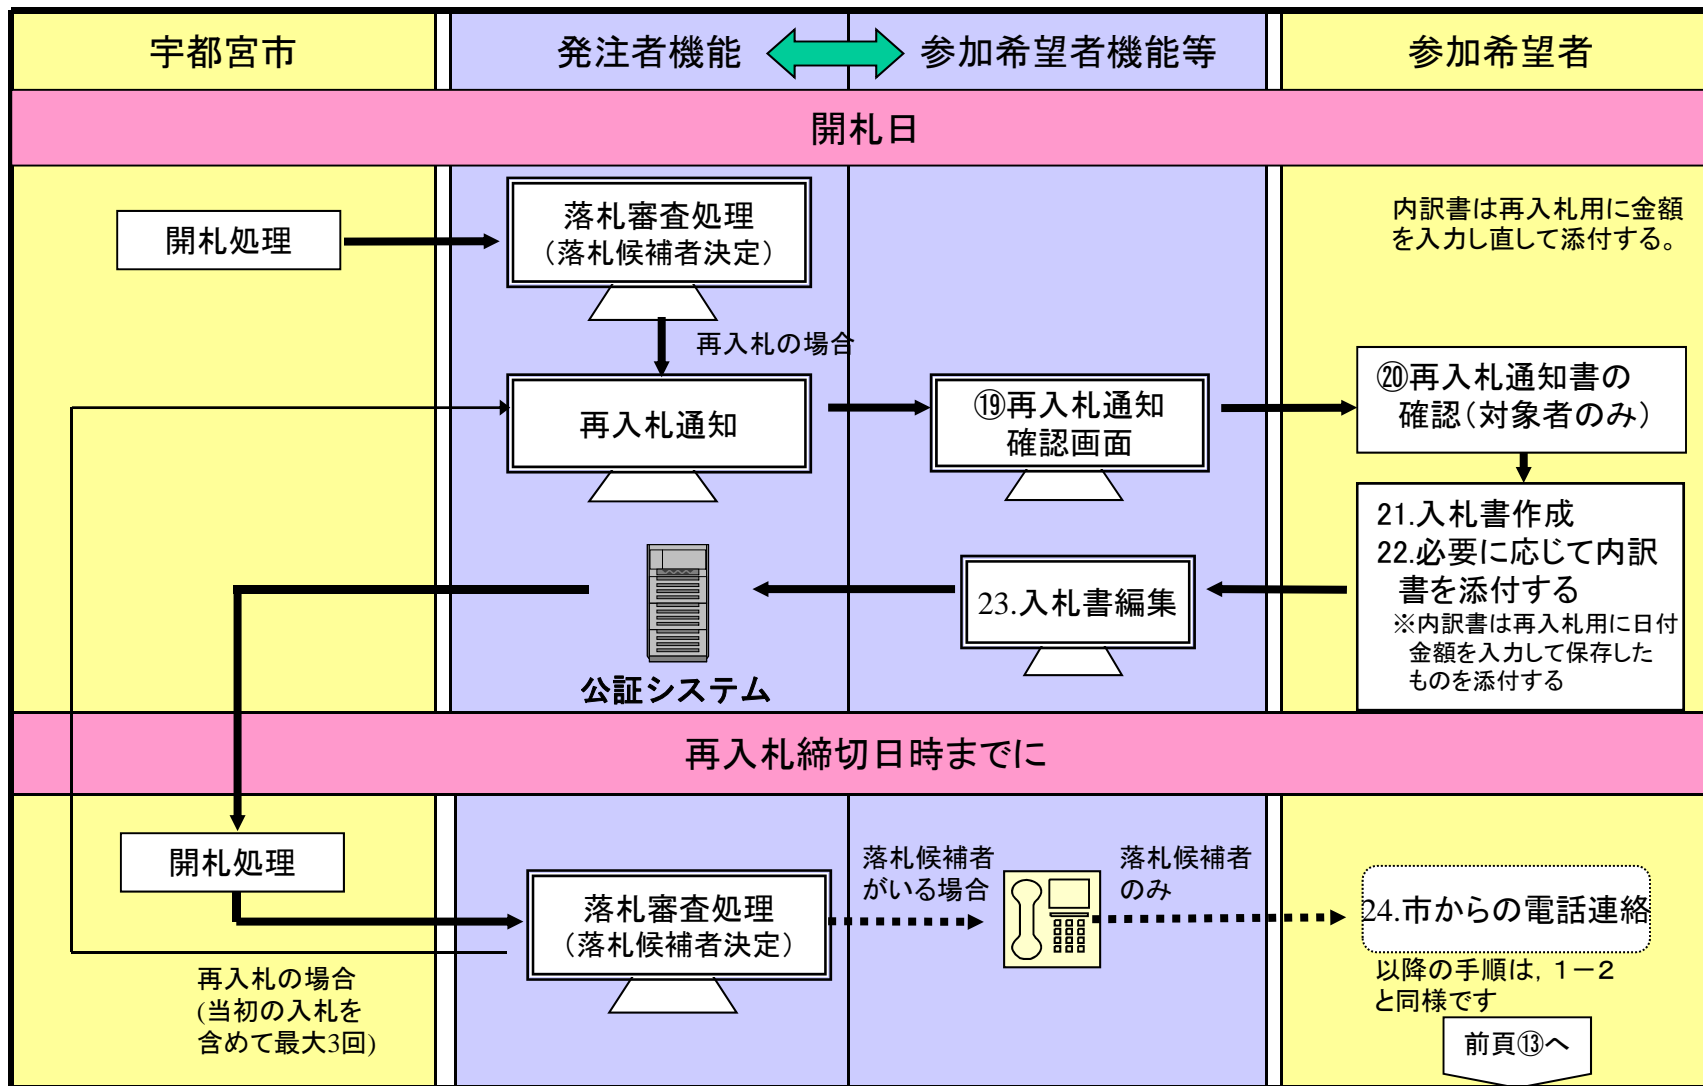 宇都宮市
発注者機能
参加希望者機能等
参加希望者
開札日
開札処理
落札審査処理
（落札候補者決定）
内訳書は再入札用に金額
を入力し直して添付する。
再入札の場合
再入札通知
⑲再入札通知
確認画面
⑳再入札通知書の
確認（対象者のみ）
21.入札書作成
22.必要に応じて内訳
書を添付する
※内訳書は再入札用に日付
金額を入力して保存した
ものを添付する
23.入札書編集
公証システム
再入札締切日時までに
開札処理
落札審査処理
（落札候補者決定）
落札候補者
がいる場合
落札候補者
のみ
24.市からの電話連絡
以降の手順は，１－２
と同様です
前頁⑬へ
再入札の場合
(当初の入札を
含めて最大3回)